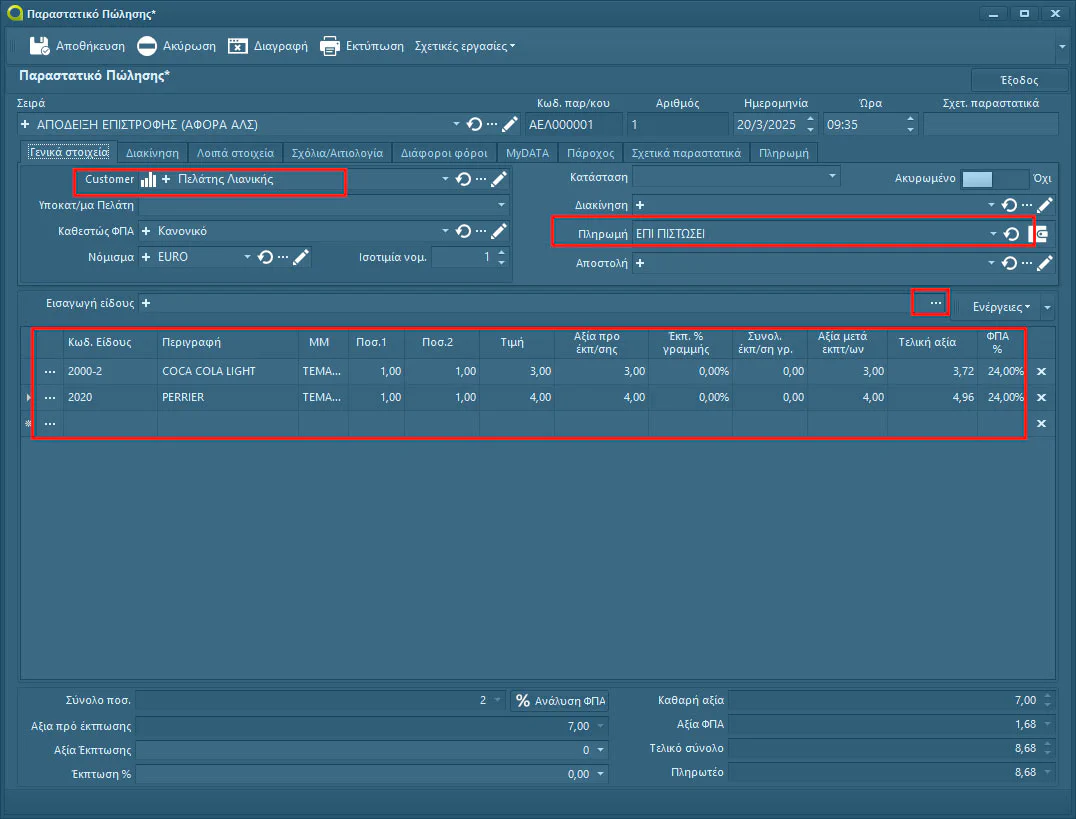 Παραστατικό Πώλησης*
Αποθήκευση Ακύρωση Διαγραφή Εκτύπωση Σχετικές εργασίες
Παραστατικό Πώλησης*
Έξοδος
Σειρά Κωδ. παρ/κου Αριθμός Ημερομηνία Ώρα Σχετ. παραστατικά
ΑΠΟΔΕΙΞΗ ΕΠΙΣΤΡΟΦΗΣ (ΑΦΟΡΑ ΑΛΣ) ΑΕΛ000001 1 20/3/2025 09:35
Γενικά στοιχεία Διακίνηση Λοιπά στοιχεία Σχόλια/Αιτιολογία Διάφοροι φόροι MyDATA Πάροχος Σχετικά παραστατικά Πληρωμή
Customer Πελάτης Λιανικής Κατάσταση Ακυρωμένο Όχι
Υποκατ/μα Πελάτη Διακίνηση
Καθεστώς ΦΠΑ Κανονικό Πληρωμή ΕΠΙ ΠΙΣΤΩΣΕΙ
Νόμισμα EURO Ισοτιμία νομ. 1 Αποστολή
Εισαγωγή είδους Ενέργειες
Κωδ. Είδους Περιγραφή ΜΜ Ποσ.1 Ποσ.2 Τιμή Αξία προ έκπ/σης Έκπ. % γραμμής Συνολ. έκπ/ση γρ. Αξία μετά εκπτ/ων Τελική αξία ΦΠΑ %
2000-2 COCA COLA LIGHT ΤΕΜΑ... 1,00 1,00 3,00 3,00 0,00% 0,00 3,00 3,72 24,00%
2020 PERRIER ΤΕΜΑ... 1,00 1,00 4,00 4,00 0,00% 0,00 4,00 4,96 24,00%
Σύνολο ποσ. 2 % Ανάλυση ΦΠΑ Καθαρή αξία 7,00
Αξια πρό έκτπωσης 7,00 Αξία ΦΠΑ 1,68
Αξία Έκπτωσης 0 Τελικό σύνολο 8,68
Έκπτωση % 0,00 Πληρωτέο 8,68